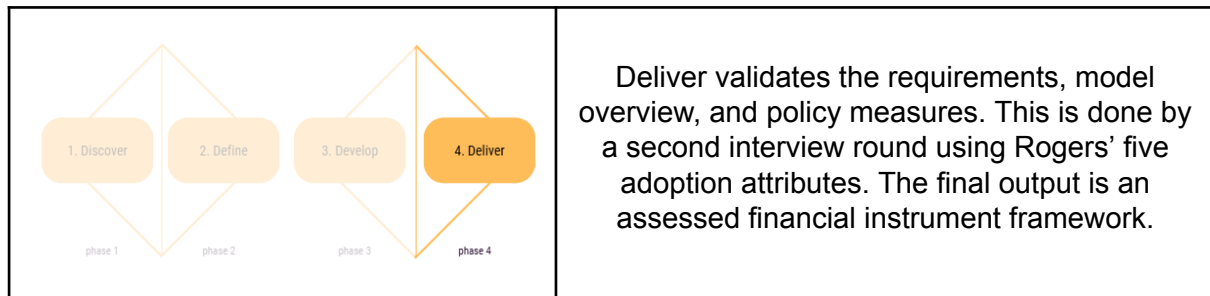 1. Discover
2. Define
3. Develop
4. Deliver
phase 1
phase 2
phase 3
phase 4
Deliver validates the requirements, model
overview, and policy measures. This is done by
a second interview round using Rogers’ five
adoption attributes. The final output is an
assessed financial instrument framework.